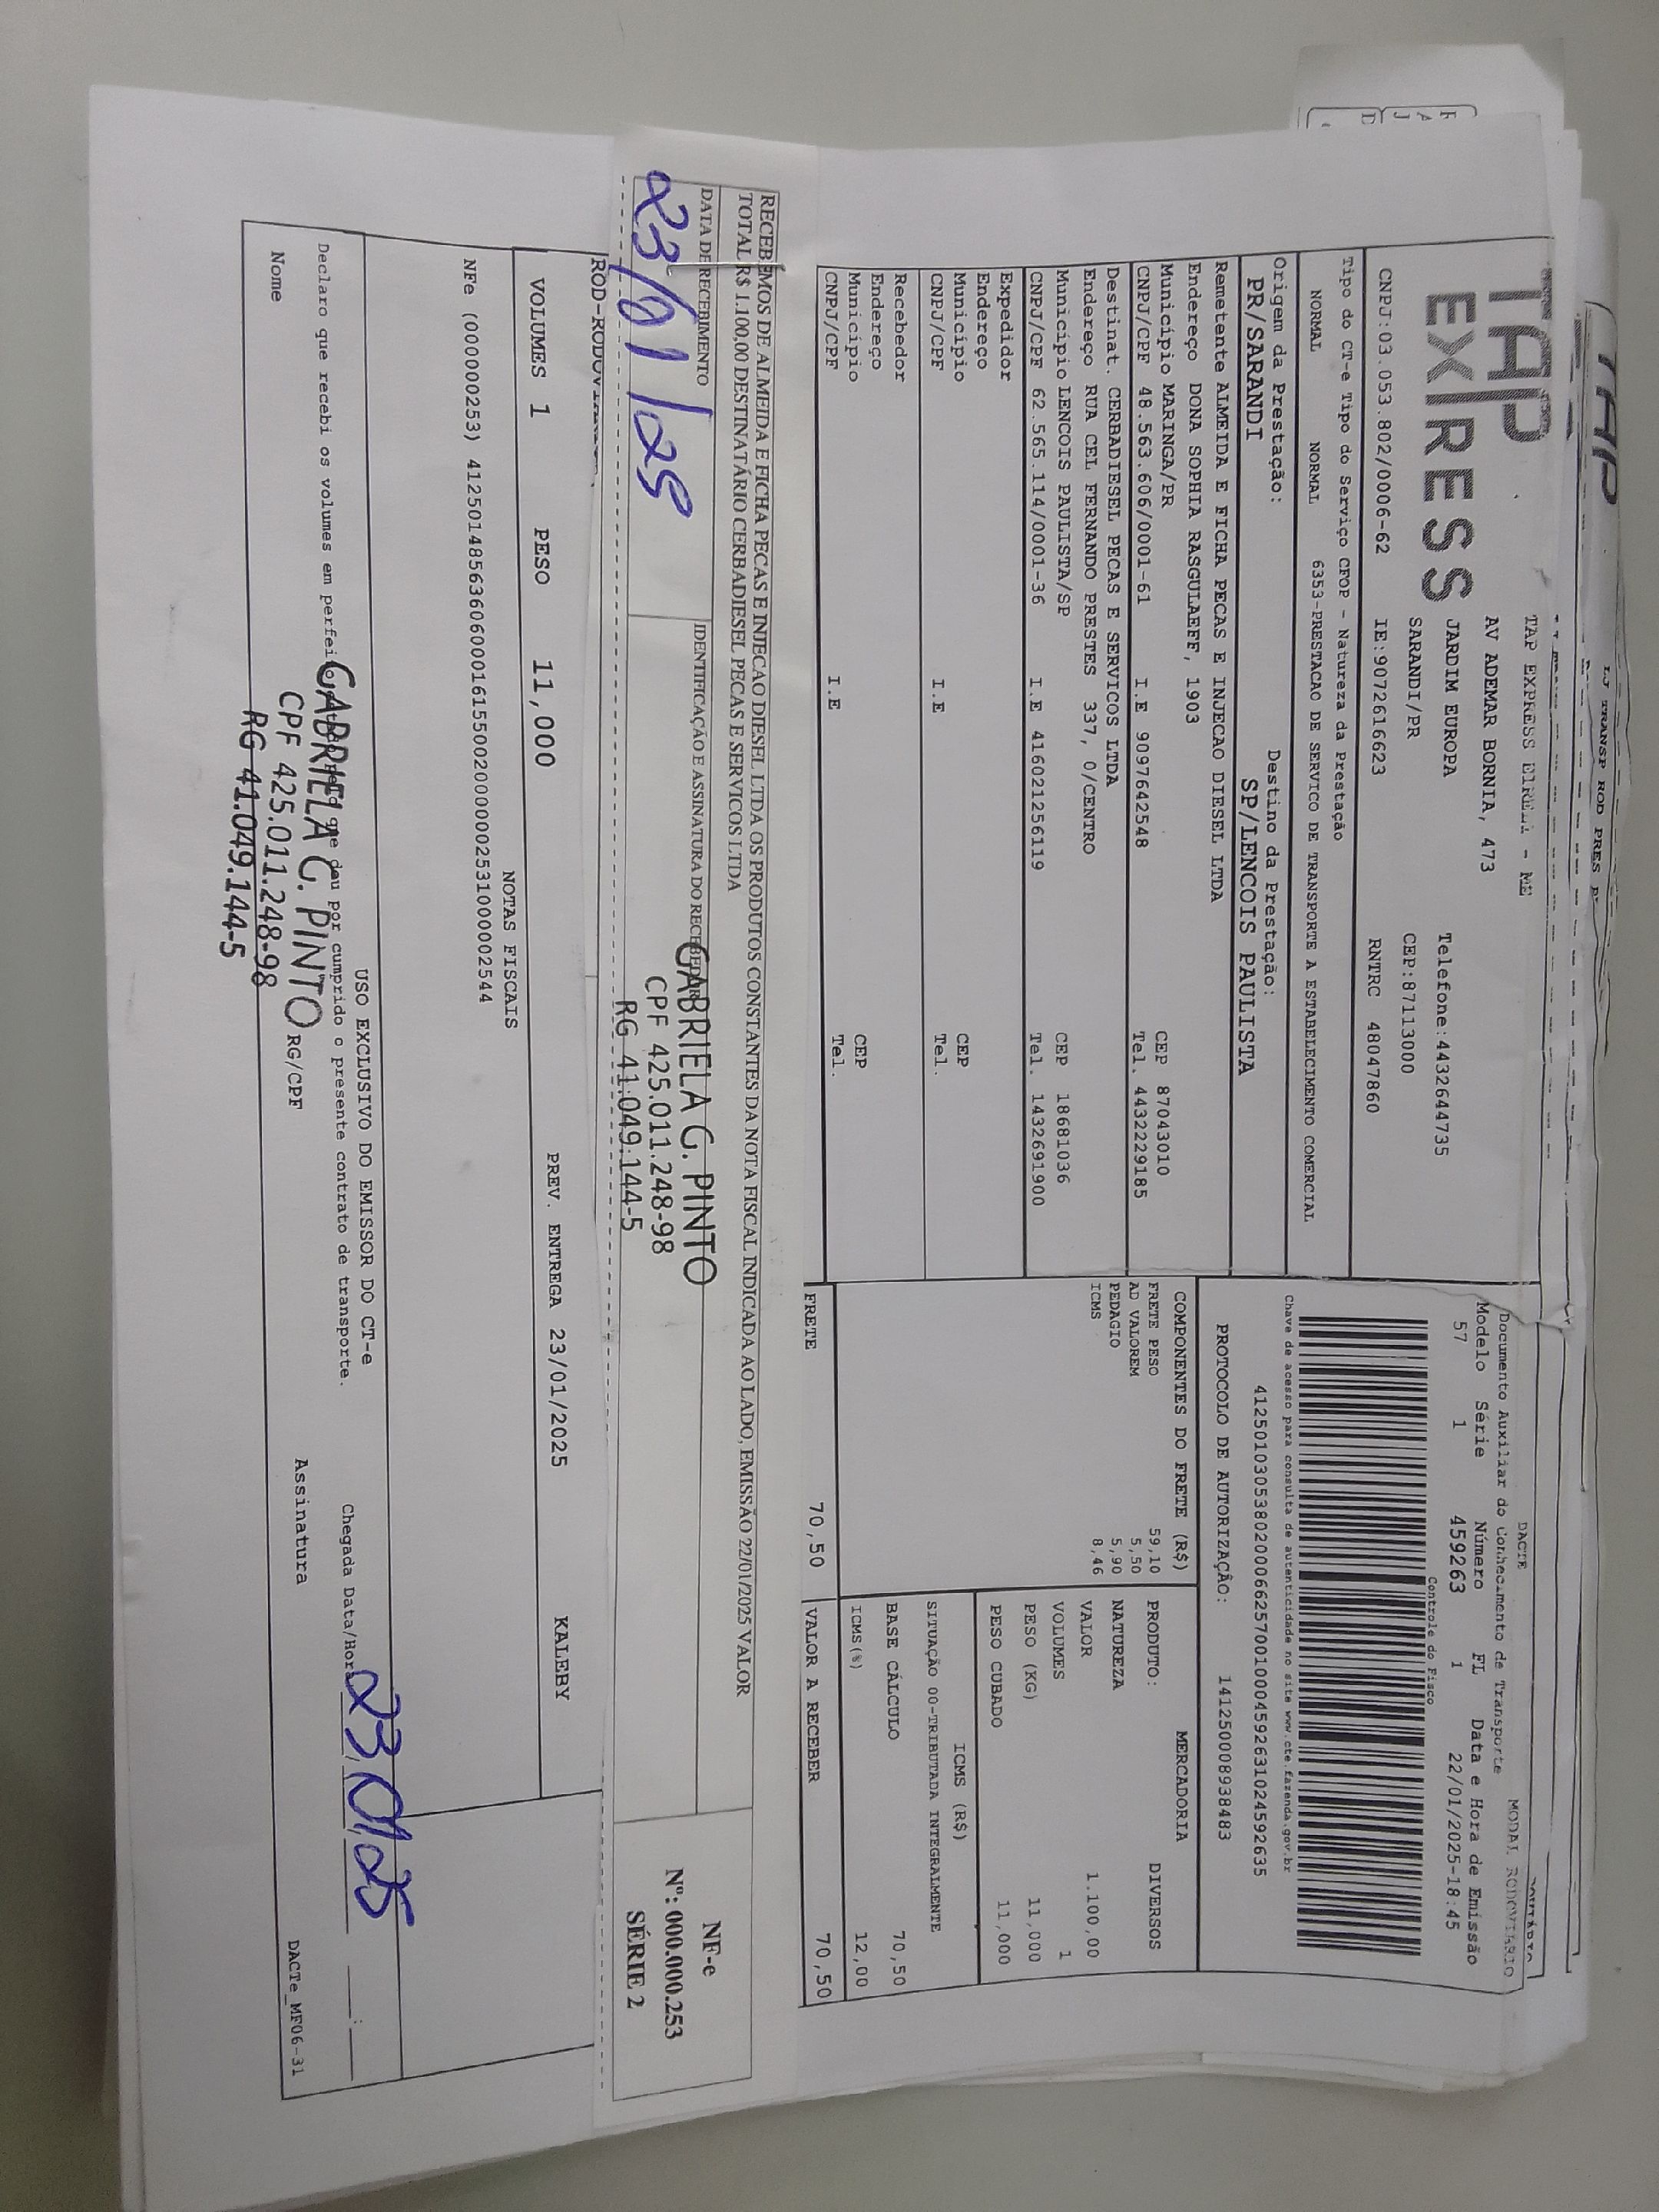 TAP
LJ TRANSP ROD PRES
TAP EXPRESS
TAP EXPRESS EIRELI - ME
AV ADEMAR BORNIA, 473
JARDIM EUROPA
Telefone:4432644735
SARANDI/PR
CEP:87113000
CNPJ:03.053.802/0006-62 IE:9072616623 RNTRC 48047860
DACTE
MODAL RODOVIÁRIO
Documento Auxiliar do Conhecimento de Transporte
Modelo Série Número FL Data e Hora de Emissão
57 1 459263 1 22/01/2025-18:45
Controle do Fisco
Chave de acesso para consulta de autenticidade no site www.cte.fazenda.gov.br
41250103053802000662570010004592631024592635
PROTOCOLO DE AUTORIZAÇÃO: 141250008938483
Tipo do CT-e Tipo do Serviço CFOP - Natureza da Prestação
NORMAL NORMAL 6353-PRESTACAO DE SERVICO DE TRANSPORTE A ESTABELECIMENTO COMERCIAL
Origem da Prestação: Destino da Prestação:
PR/SARANDI SP/LENCOIS PAULISTA
Remetente ALMEIDA E FICHA PECAS E INJECAO DIESEL LTDA
Endereço DONA SOPHIA RASGULAEFF, 1903
Município MARINGA/PR CEP 87043010
CNPJ/CPF 48.563.606/0001-61 I.E 9097642548 Tel. 4432229185
Destinat. CERBADIESEL PECAS E SERVICOS LTDA
Endereço RUA CEL FERNANDO PRESTES 337, 0/CENTRO
Município LENCOIS PAULISTA/SP CEP 18681036
CNPJ/CPF 62.565.114/0001-36 I.E 416021256119 Tel. 1432691900
Expedidor
Endereço
Município CEP
CNPJ/CPF I.E Tel.
Recebedor
Endereço
Município CEP
CNPJ/CPF I.E Tel.
COMPONENTES DO FRETE (R$)
FRETE PESO 59,10
AD VALOREM 5,50
PEDAGIO 5,90
ICMS 8,46
MERCADORIA
PRODUTO: DIVERSOS
NATUREZA
VALOR 1.100,00
VOLUMES 1
PESO (KG) 11,000
PESO CUBADO 11,000
ICMS (R$)
SITUAÇÃO 00-TRIBUTADA INTEGRALMENTE
BASE CÁLCULO 70,50
ICMS(%) 12,00
FRETE 70,50 VALOR A RECEBER 70,50
RECEBEMOS DE ALMEIDA E FICHA PECAS E INJECAO DIESEL LTDA OS PRODUTOS CONSTANTES DA NOTA FISCAL INDICADA AO LADO, EMISSÃO 22/01/2025 VALOR
TOTAL R$ 1.100,00 DESTINATÁRIO CERBADIESEL PECAS E SERVICOS LTDA
DATA DE RECEBIMENTO IDENTIFICAÇÃO E ASSINATURA DO RECEBEDOR
23/01/25
GABRIELA G. PINTO
CPF 425.011.248-98
RG 41.049.144-5
NF-e
Nº: 000.000.253
SÉRIE 2
VOLUMES 1 PESO 11,000 PREV. ENTREGA 23/01/2025 KALEBY
NOTAS FISCAIS
NFe (000000253) 41250148563606000161550020000002531000002544
USO EXCLUSIVO DO EMISSOR DO CT-e
Declaro que recebi os volumes em perfei que dou por cumprido o presente contrato de transporte.
Chegada Data/Hora 23/01/25 __:__
Nome RG/CPF Assinatura
GABRIELA G. PINTO
CPF 425.011.248-98
RG 41.049.144-5
DACTe_MF06-31